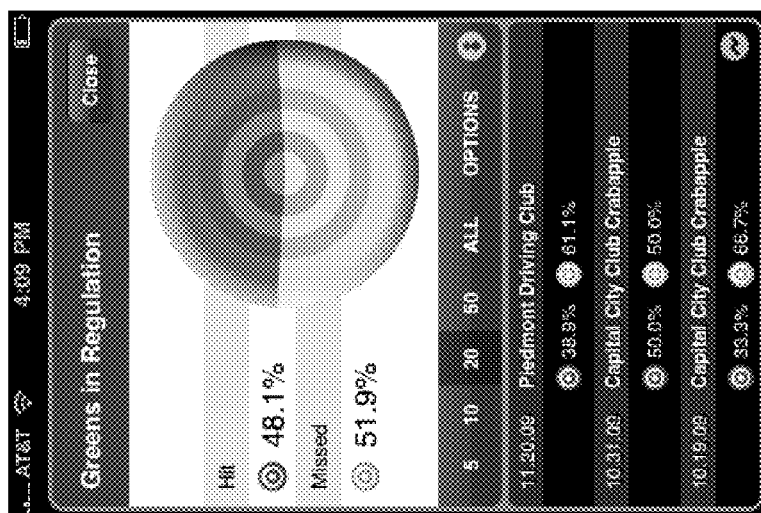 AT&T 4:09 PM
Greens in Regulation Close
Hit
48.1%
Missed
51.9%
5 10 20 50 ALL OPTIONS
11.20.09 Piedmont Driving Club
38.9% 61.1%
10.31.09 Capital City Club Crabapple
50.0% 50.0%
10.19.09 Capital City Club Crabapple
33.3% 66.7%